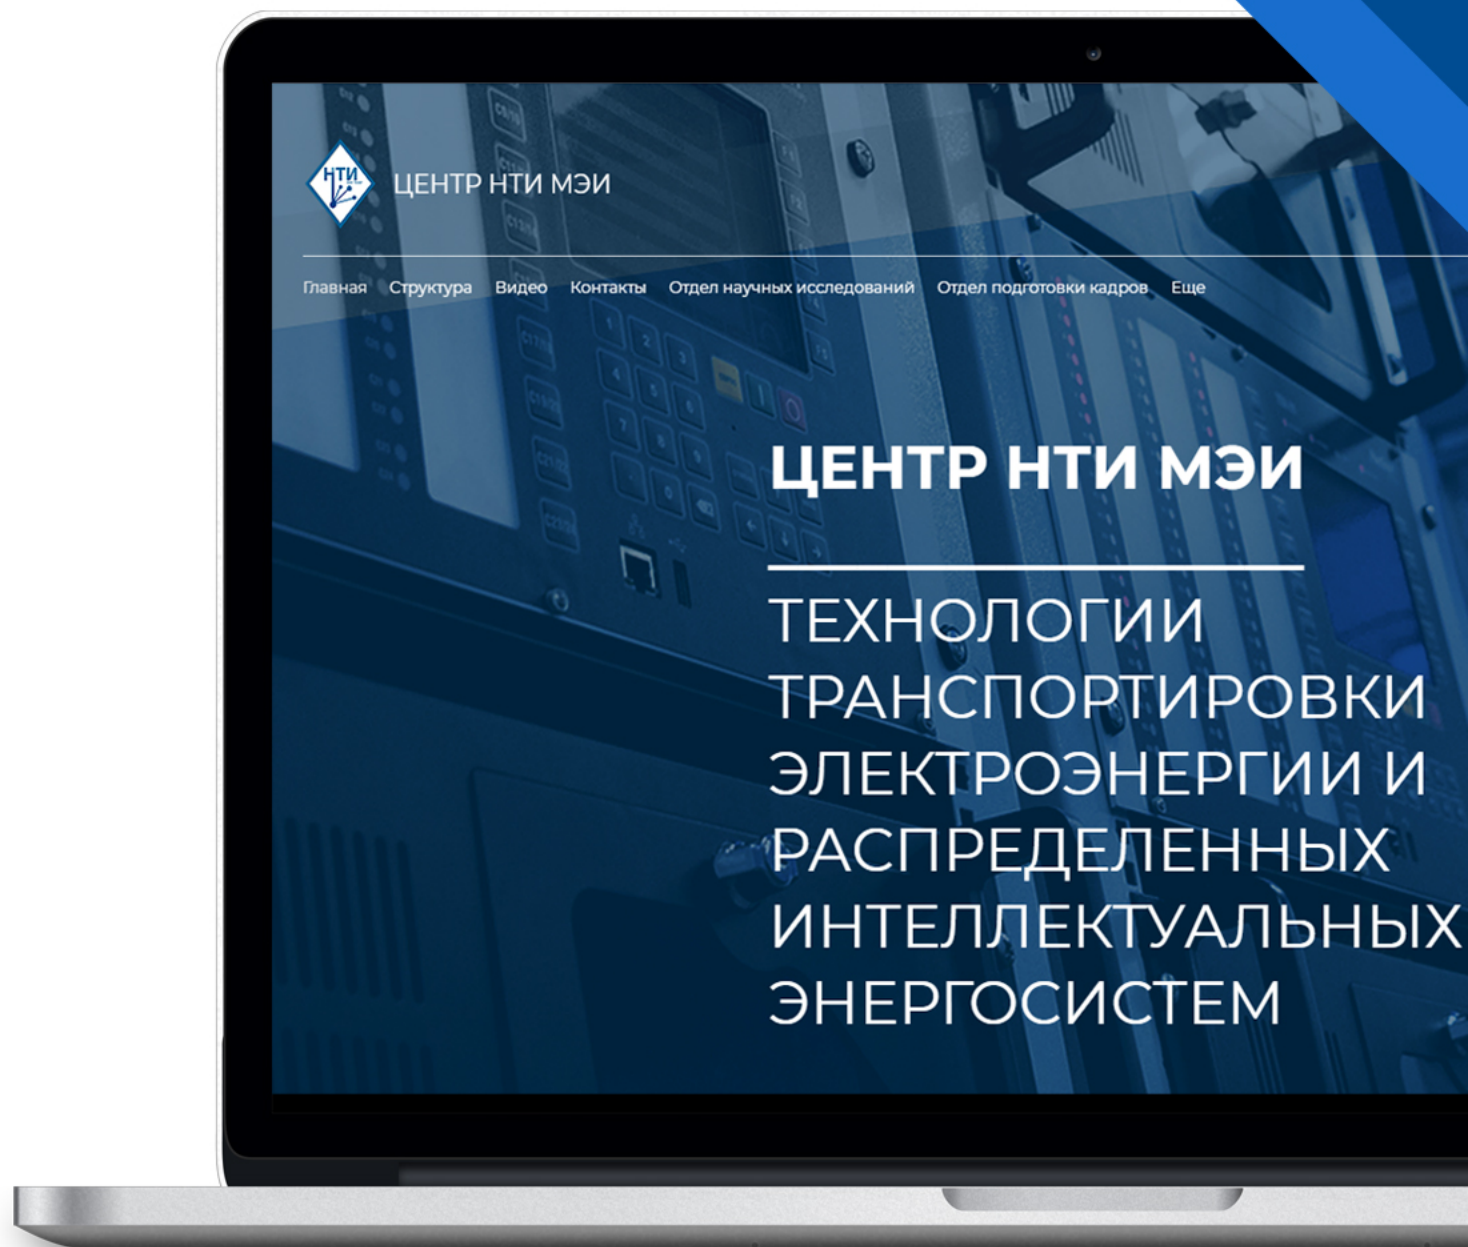 НТИ
ЦЕНТР НТИ МЭИ
Главная Структура Видео Контакты Отдел научных исследований Отдел подготовки кадров Еще
ЦЕНТР НТИ МЭИ
ТЕХНОЛОГИИ
ТРАНСПОРТИРОВКИ
ЭЛЕКТРОЭНЕРГИИ И
РАСПРЕДЕЛЕННЫХ
ИНТЕЛЛЕКТУАЛЬНЫХ
ЭНЕРГОСИСТЕМ